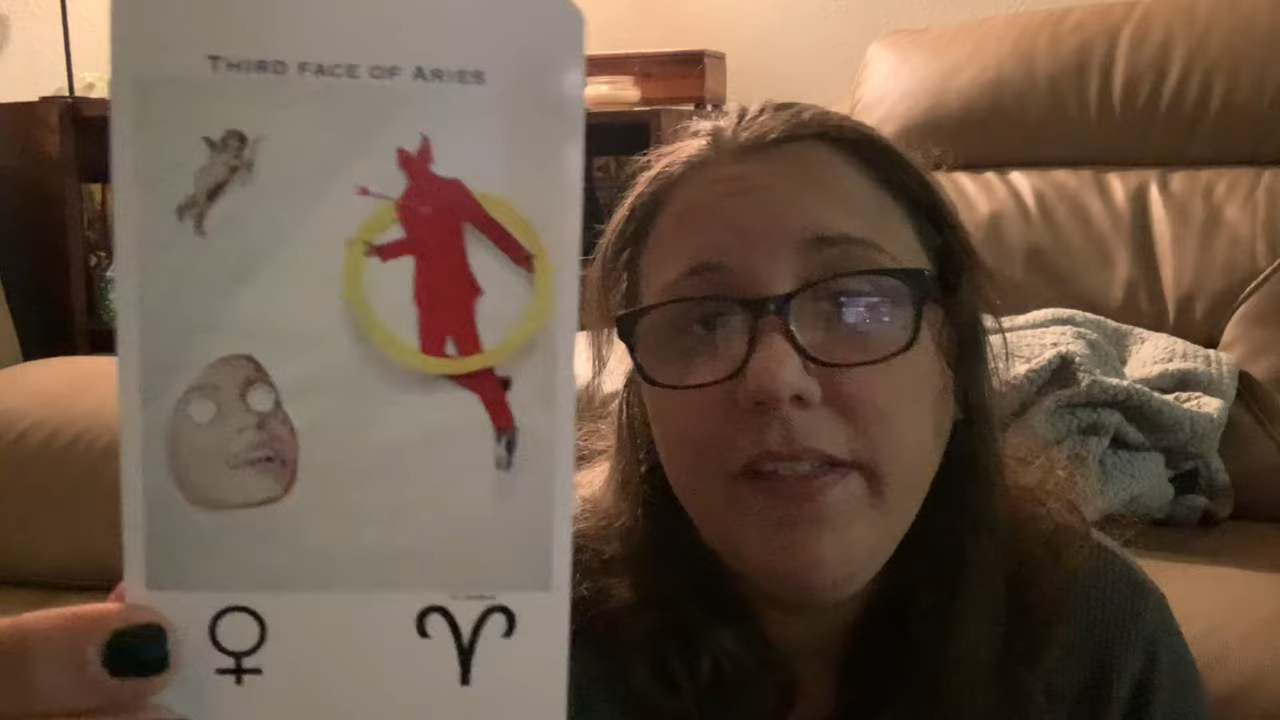 THIRD FACE OF ARIES
♀ ♈